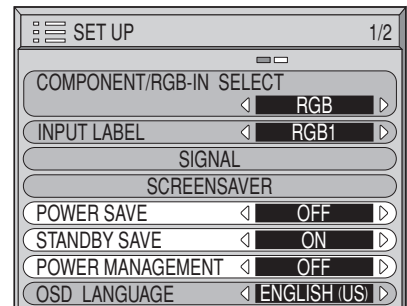 SET UP 1/2
COMPONENT/RGB-IN SELECT
RGB
INPUT LABEL RGB1
SIGNAL
SCREENSAVER
POWER SAVE OFF
STANDBY SAVE ON
POWER MANAGEMENT OFF
OSD LANGUAGE ENGLISH (US)